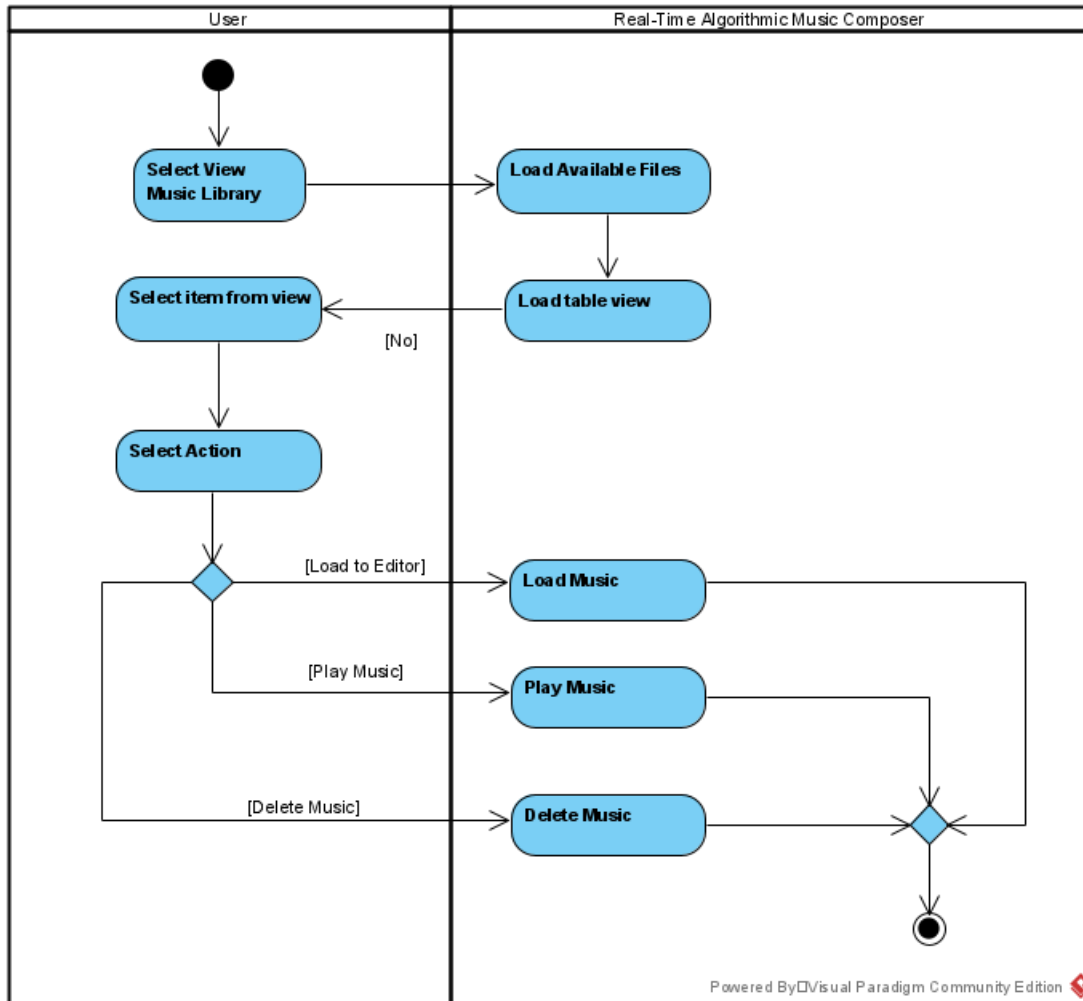 User
Real-Time Algorithmic Music Composer
Select View
Music Library
Load Available Files
Select item from view
Load table view
[No]
Select Action
[Load to Editor]
Load Music
[Play Music]
Play Music
[Delete Music]
Delete Music
Powered By□Visual Paradigm Community Edition